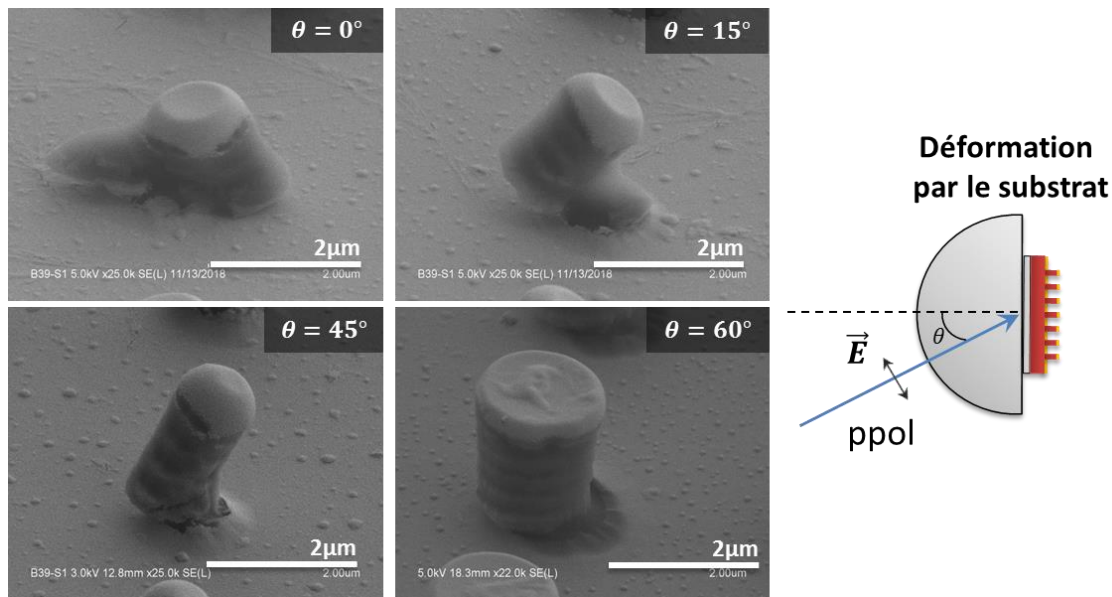 θ = 0°
2μm
B39-S1 5.0kV x25.0k SE(L) 11/13/2018
2.00um
θ = 15°
2μm
B39-S1 5.0kV x25.0k SE(L) 11/13/2018
2.00um
θ = 45°
2μm
B39-S1 3.0kV 12.8mm x25.0k SE(L)
2.00um
θ = 60°
2μm
5.0kV 18.3mm x22.0k SE(L)
2.00um
Déformation
par le substrat
θ
E
ppol